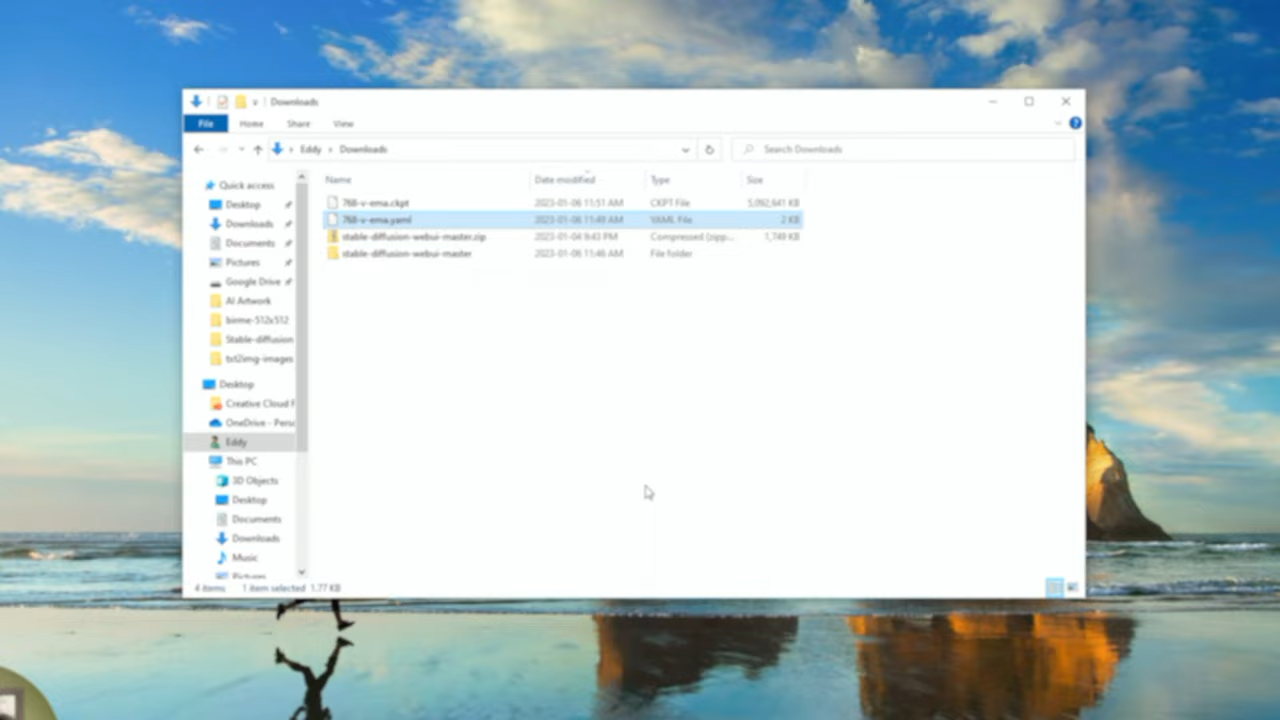 Downloads
File Home Share View
Eddy Downloads Search Downloads
Name Date modified Type Size
768-v-ema.ckpt 2023-01-06 11:51 AM CKPT File 5,092,641 KB
768-v-ema.yaml 2023-01-06 11:49 AM YAML File 2 KB
stable-diffusion-webui-master.zip 2023-01-04 9:43 PM Compressed (zipp... 1,749 KB
stable-diffusion-webui-master 2023-01-06 11:46 AM File folder
Quick access
Desktop
Downloads
Documents
Pictures
Google Drive
AI Artwork
birme-512x512
Stable-diffusion
txt2img-images
Desktop
Creative Cloud F
OneDrive - Perso
Eddy
This PC
3D Objects
Desktop
Documents
Downloads
Music
Pictures
4 items 1 item selected 1.77 KB